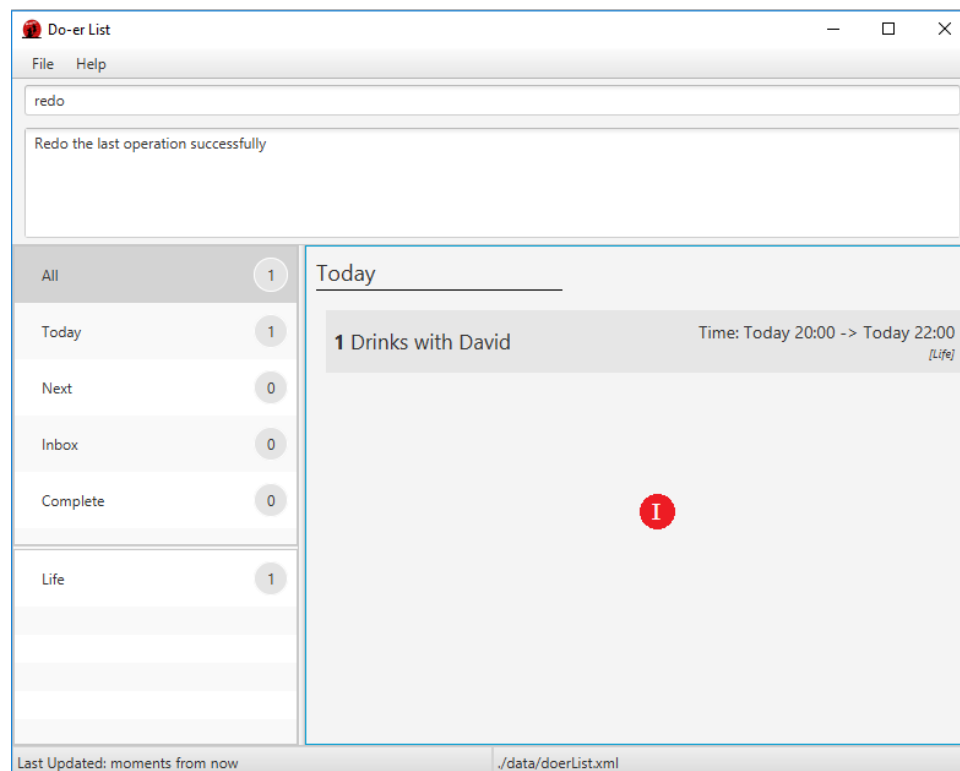 Do-er List
File Help
redo
Redo the last operation successfully
All 1
Today 1
Next 0
Inbox 0
Complete 0
Life 1
Today
1 Drinks with David Time: Today 20:00 -> Today 22:00
[Life]
I
Last Updated: moments from now ./data/doerList.xml